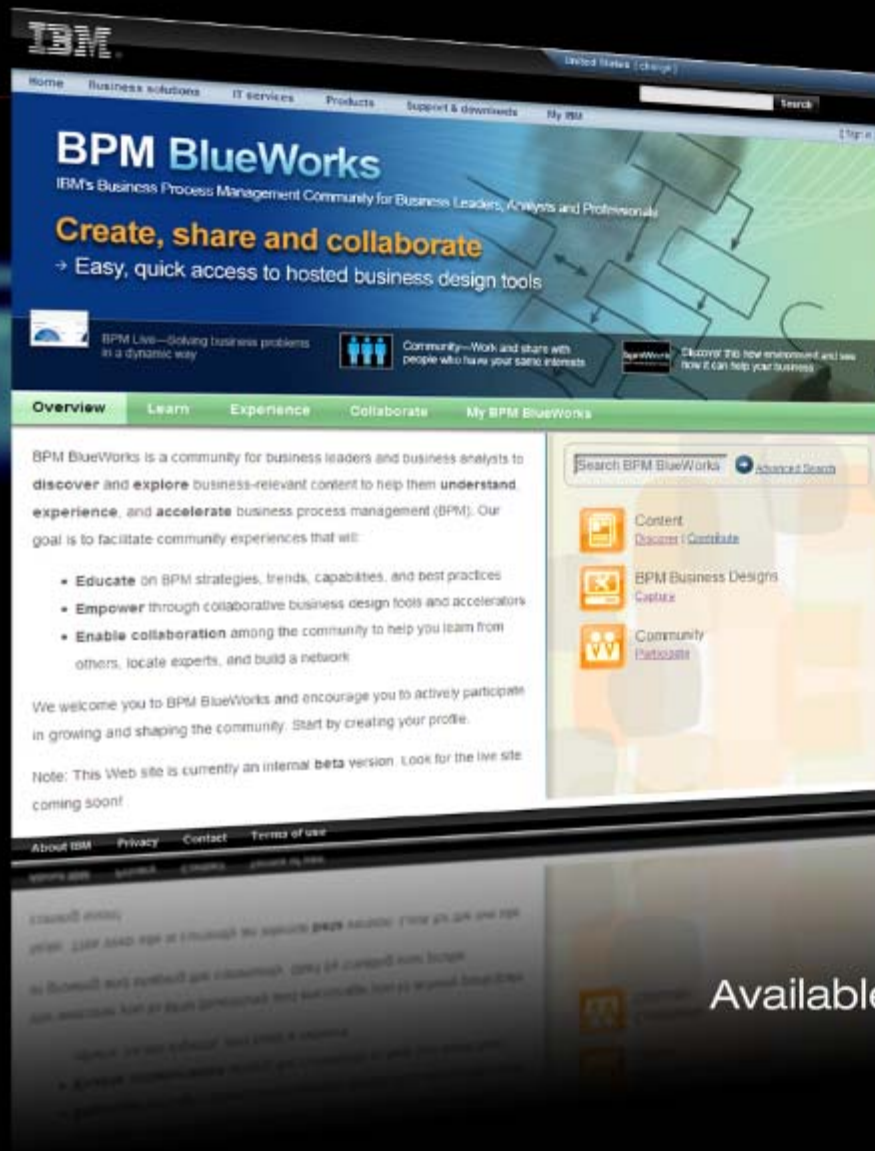 IBM.
United States [ change ]
Search
Home Business solutions IT services Products Support & downloads My IBM
BPM BlueWorks
IBM's Business Process Management Community for Business Leaders, Analysts and Professionals
Create, share and collaborate
→ Easy, quick access to hosted business design tools
BPM Live—Solving business problems
in a dynamic way
Community—Work and share with
people who have your same interests
Discover this new environment and see
how it can help your business
Overview Learn Experience Collaborate My BPM BlueWorks
BPM BlueWorks is a community for business leaders and business analysts to
discover and explore business-relevant content to help them understand,
experience, and accelerate business process management (BPM). Our
goal is to facilitate community experiences that will:
• Educate on BPM strategies, trends, capabilities, and best practices
• Empower through collaborative business design tools and accelerators
• Enable collaboration among the community to help you learn from
others, locate experts, and build a network
We welcome you to BPM BlueWorks and encourage you to actively participate
in growing and shaping the community. Start by creating your profile.
Note: This Web site is currently an internal beta version. Look for the live site
coming soon!
Search BPM BlueWorks Advanced Search
Content
Discover | Contribute
BPM Business Designs
Capture
Community
Participate
About IBM Privacy Contact Terms of use
Available